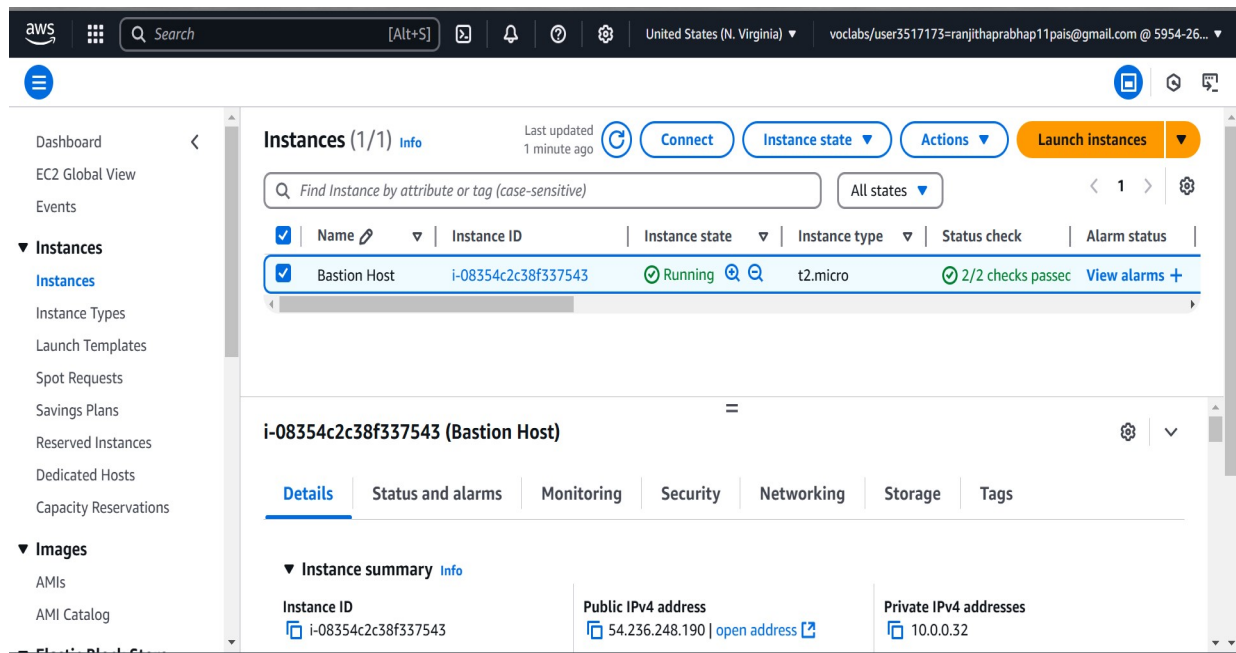 aws Search [Alt+S] United States (N. Virginia) ▼ voclabs/user3517173=ranjithaprabhap11pais@gmail.com @ 5954-26... ▼
Instances (1/1) Info Last updated 1 minute ago Connect Instance state ▼ Actions ▼ Launch instances ▼
Find Instance by attribute or tag (case-sensitive) All states ▼ < 1 >
Name Instance ID Instance state Instance type Status check Alarm status
Bastion Host i-08354c2c38f337543 Running t2.micro 2/2 checks passec View alarms +
Dashboard
EC2 Global View
Events
▼ Instances
Instances
Instance Types
Launch Templates
Spot Requests
Savings Plans
Reserved Instances
Dedicated Hosts
Capacity Reservations
▼ Images
AMIs
AMI Catalog
i-08354c2c38f337543 (Bastion Host)
Details Status and alarms Monitoring Security Networking Storage Tags
▼ Instance summary Info
Instance ID
i-08354c2c38f337543
Public IPv4 address
54.236.248.190 | open address
Private IPv4 addresses
10.0.0.32